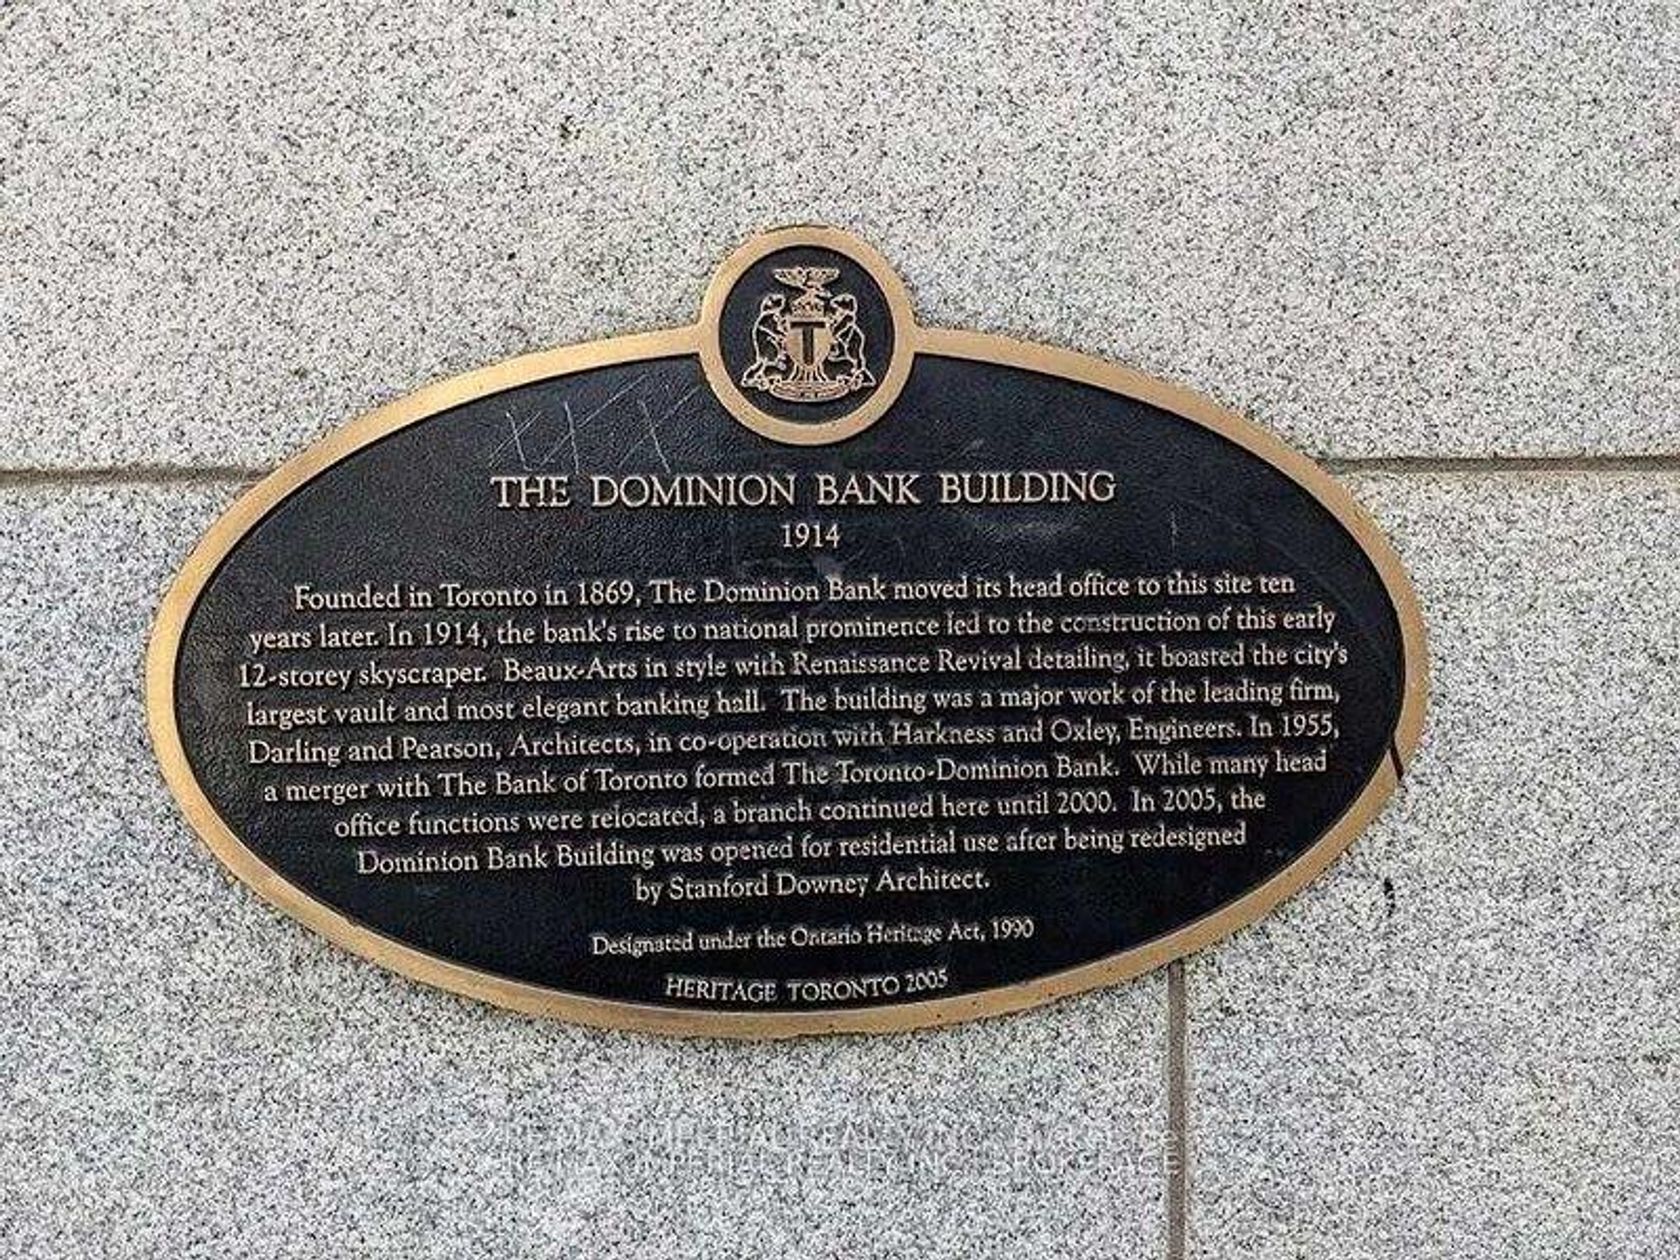 T
THE DOMINION BANK BUILDING
1914
Founded in Toronto in 1869, The Dominion Bank moved its head office to this site ten
years later. In 1914, the bank's rise to national prominence led to the construction of this early
12-storey skyscraper. Beaux-Arts in style with Renaissance Revival detailing, it boasted the city's
largest vault and most elegant banking hall. The building was a major work of the leading firm,
Darling and Pearson, Architects, in co-operation with Harkness and Oxley, Engineers. In 1955,
a merger with The Bank of Toronto formed The Toronto-Dominion Bank. While many head
office functions were relocated, a branch continued here until 2000. In 2005, the
Dominion Bank Building was opened for residential use after being redesigned
by Stanford Downey Architect.
Designated under the Ontario Heritage Act, 1990
HERITAGE TORONTO 2005